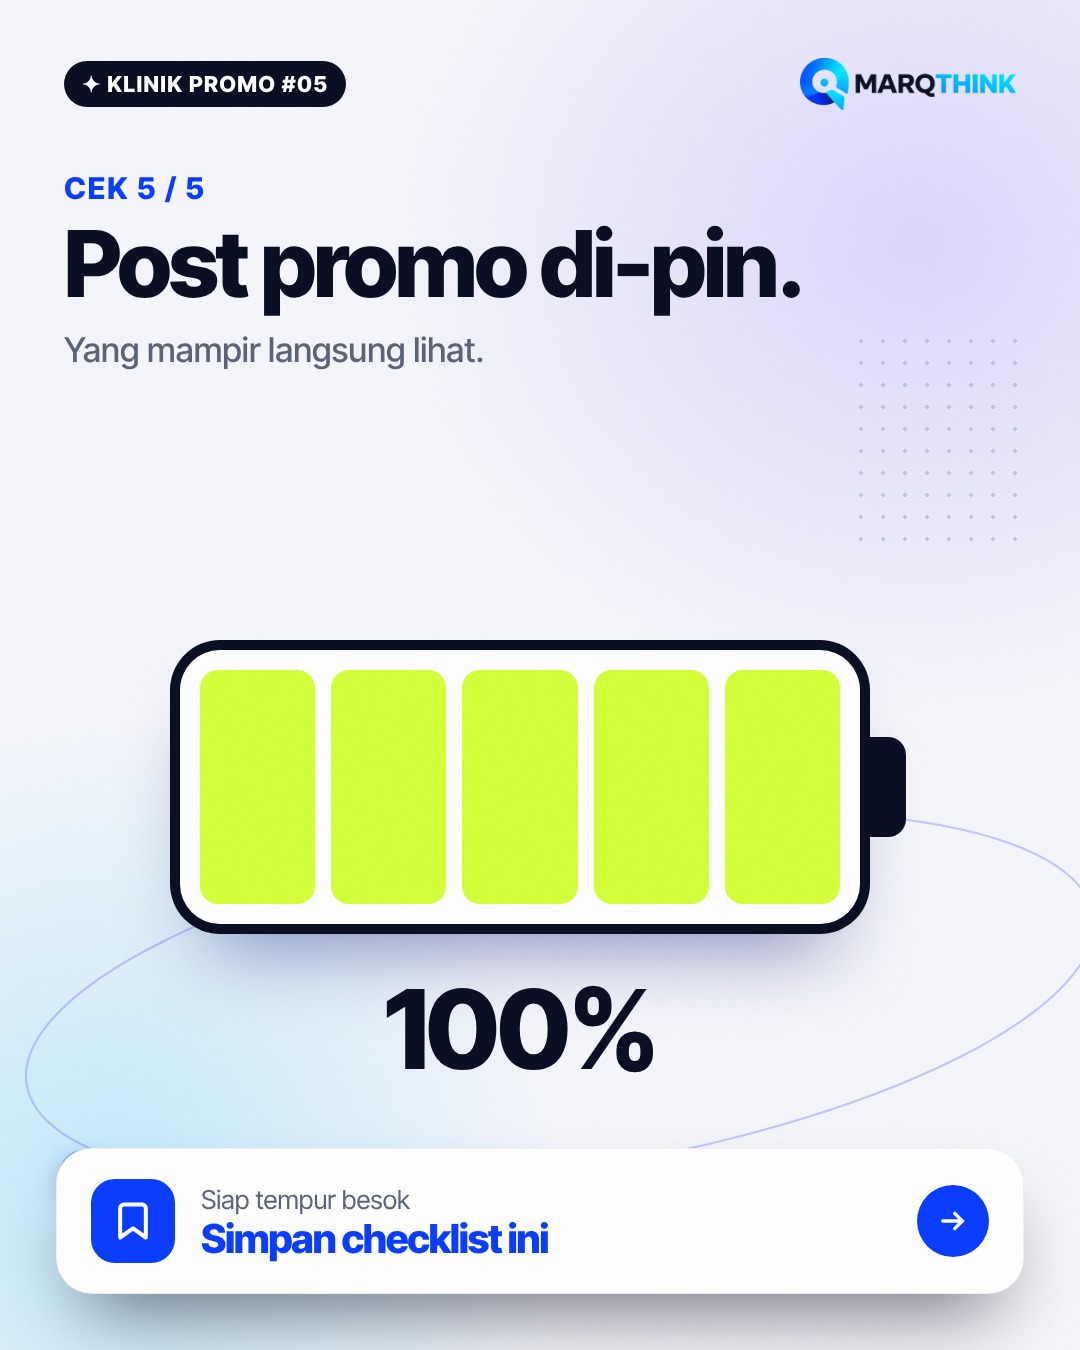 ✦ KLINIK PROMO #05
MARQTHINK
CEK 5 / 5
Post promo di-pin.
Yang mampir langsung lihat.
100%
Siap tempur besok
Simpan checklist ini